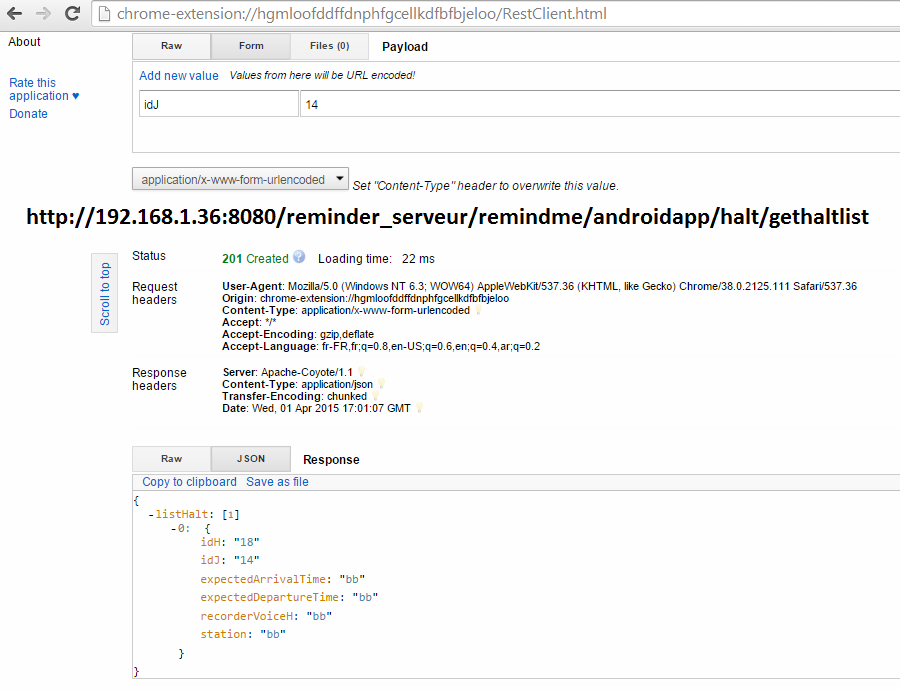 chrome-extension://hgmloofddffdnphfgcellkdfbfbjeloo/RestClient.html
About
Rate this
application ♥
Donate
Raw Form Files (0) Payload
Add new value Values from here will be URL encoded!
idJ 14
application/x-www-form-urlencoded Set "Content-Type" header to overwrite this value.
http://192.168.1.36:8080/reminder_serveur/remindme/androidapp/halt/gethaltlist
Scroll to top
Status 201 Created ? Loading time: 22 ms
Request
headers
User-Agent: Mozilla/5.0 (Windows NT 6.3; WOW64) AppleWebKit/537.36 (KHTML, like Gecko) Chrome/38.0.2125.111 Safari/537.36
Origin: chrome-extension://hgmloofddffdnphfgcellkdfbfbjeloo
Content-Type: application/x-www-form-urlencoded
Accept: */*
Accept-Encoding: gzip,deflate
Accept-Language: fr-FR,fr;q=0.8,en-US;q=0.6,en;q=0.4,ar;q=0.2
Response
headers
Server: Apache-Coyote/1.1
Content-Type: application/json
Transfer-Encoding: chunked
Date: Wed, 01 Apr 2015 17:01:07 GMT
Raw JSON Response
Copy to clipboard Save as file
{
-listHalt: [1]
-0: {
idH: "18"
idJ: "14"
expectedArrivalTime: "bb"
expectedDepartureTime: "bb"
recorderVoiceH: "bb"
station: "bb"
}
}